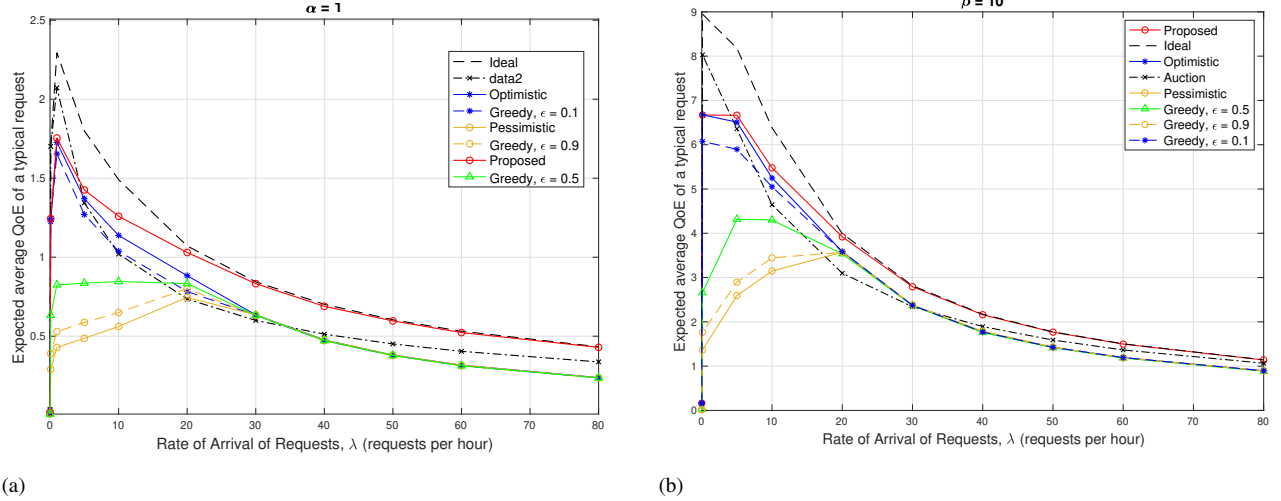 α = 1
2.5
2
1.5
1
0.5
0
0 10 20 30 40 50 60 70 80
Expected average QoE of a typical request
Rate of Arrival of Requests, λ (requests per hour)
Ideal
data2
Optimistic
Greedy, ϵ = 0.1
Pessimistic
Greedy, ϵ = 0.9
Proposed
Greedy, ϵ = 0.5
(a)
= 10
9
8
7
6
5
4
3
2
1
0
0 10 20 30 40 50 60 70 80
Expected average QoE of a typical request
Rate of Arrival of Requests, λ (requests per hour)
Proposed
Ideal
Optimistic
Auction
Pessimistic
Greedy, ϵ = 0.5
Greedy, ϵ = 0.9
Greedy, ϵ = 0.1
(b)